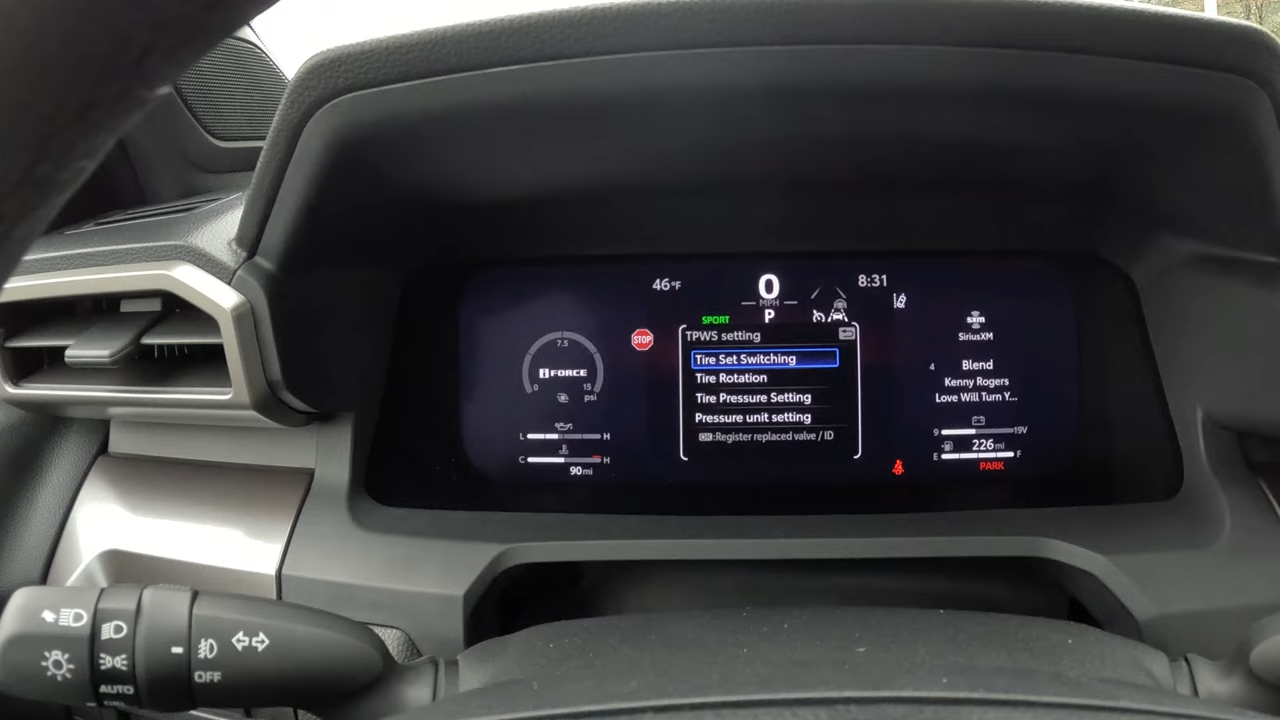 46°F
0
MPH
P
8:31
SPORT
STOP
TPWS setting
Tire Set Switching
Tire Rotation
Tire Pressure Setting
Pressure unit setting
OK:Register replaced valve / ID
7.5
iFORCE
0
15
psi
L
H
C
H
90mi
sxm
SiriusXM
4
Blend
Kenny Rogers
Love Will Turn Y...
9
19V
226mi
E
F
PARK
AUTO
OFF